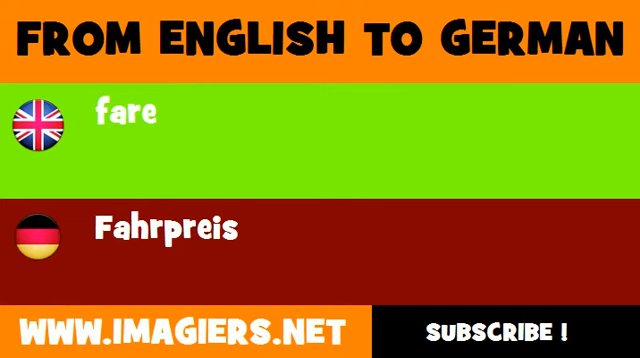 FROM ENGLISH TO GERMAN
fare
Fahrpreis
WWW.IMAGIERS.NET
SUBSCRIBE !